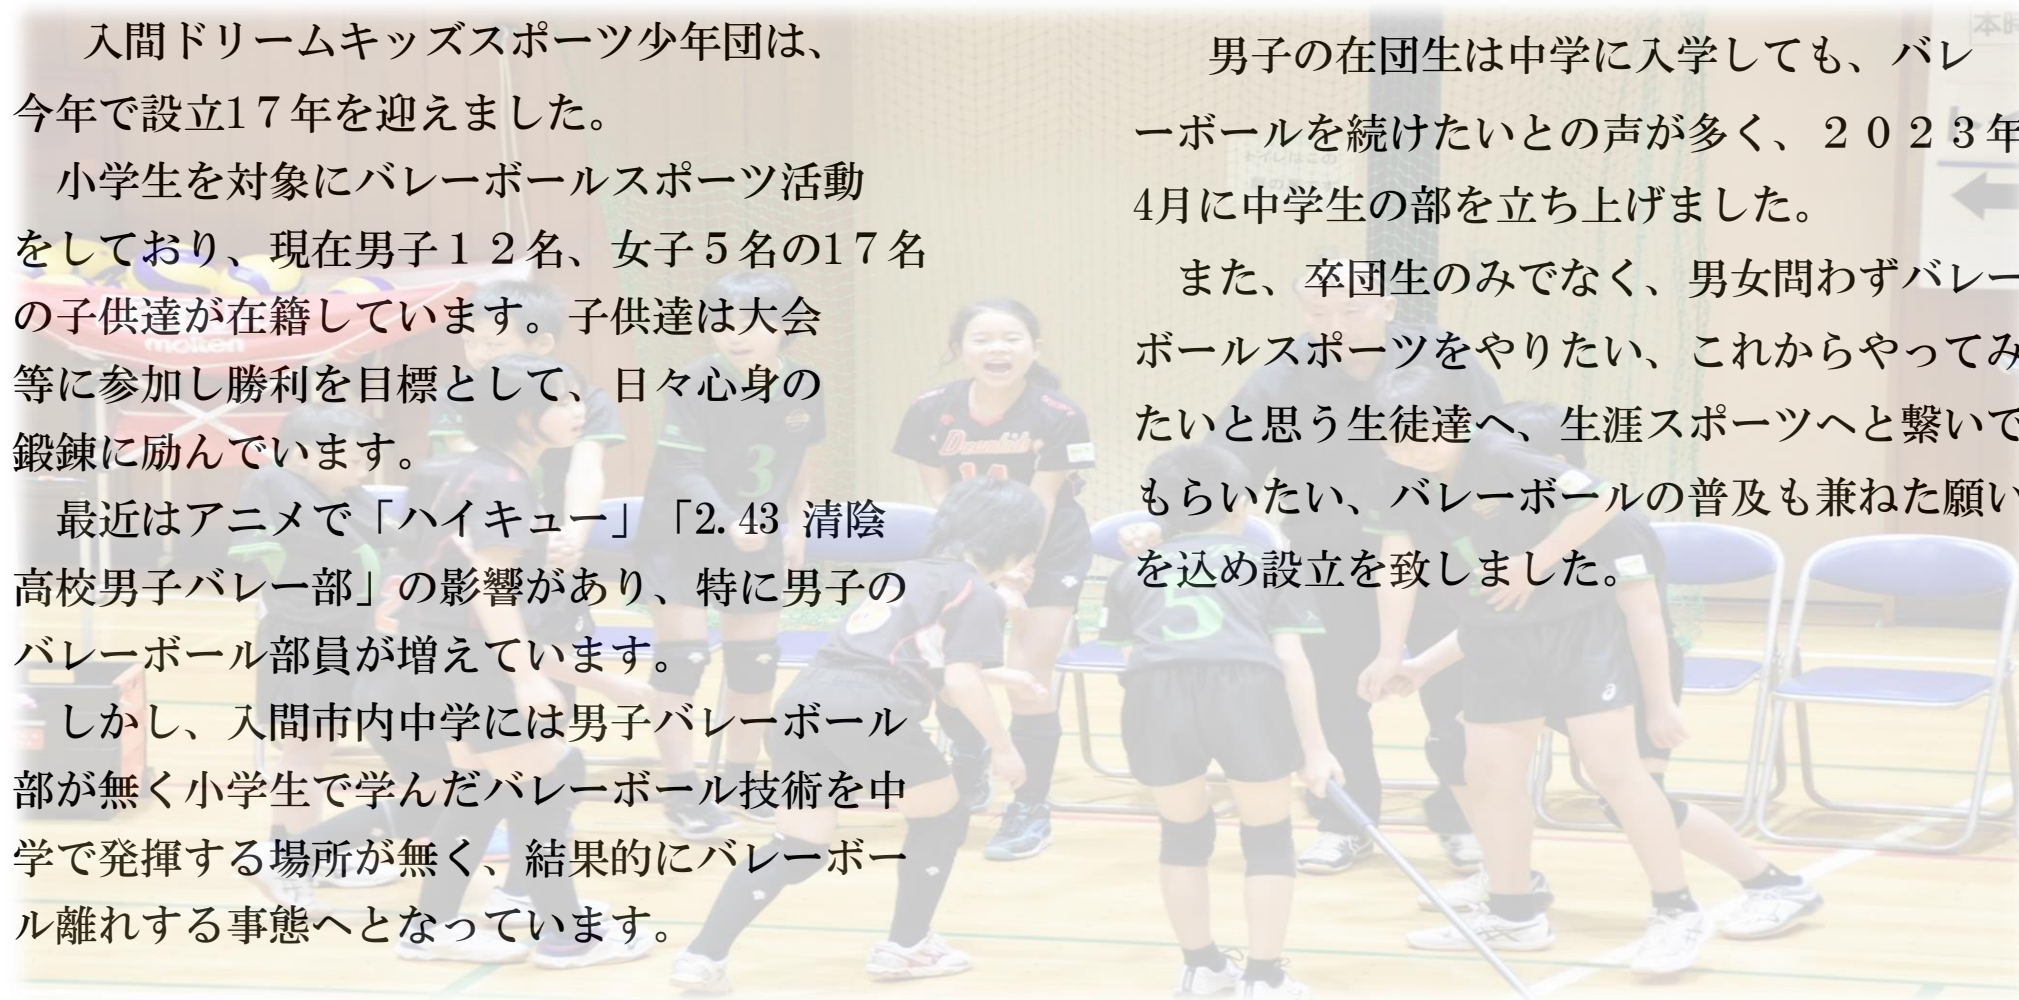 入間ドリームキッズスポーツ少年団は、
今年で設立1７年を迎えました。
小学生を対象にバレーボールスポーツ活動
をしており、現在男子１２名、女子５名の1７名
の子供達が在籍しています。子供達は大会
等に参加し勝利を目標として、日々心身の
鍛錬に励んでいます。
最近はアニメで「ハイキュー」「2.43 清陰
高校男子バレー部」の影響があり、特に男子の
バレーボール部員が増えています。
しかし、入間市内中学には男子バレーボール
部が無く小学生で学んだバレーボール技術を中
学で発揮する場所が無く、結果的にバレーボー
ル離れする事態へとなっています。
男子の在団生は中学に入学しても、バレ
ーボールを続けたいとの声が多く、２０２３年
4月に中学生の部を立ち上げました。
また、卒団生のみでなく、男女問わずバレー
ボールスポーツをやりたい、これからやってみ
たいと思う生徒達へ、生涯スポーツへと繋いで
もらいたい、バレーボールの普及も兼ねた願い
を込め設立を致しました。
molten
3
5